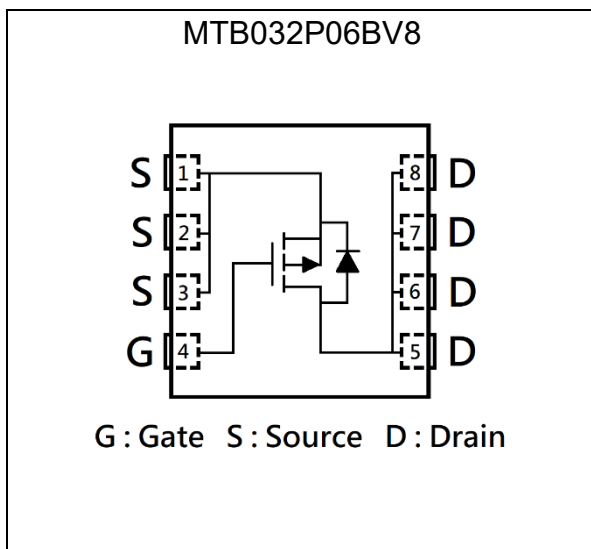 MTB032P06BV8
S 1 8 D
S 2 7 D
S 3 6 D
G 4 5 D
G : Gate S : Source D : Drain